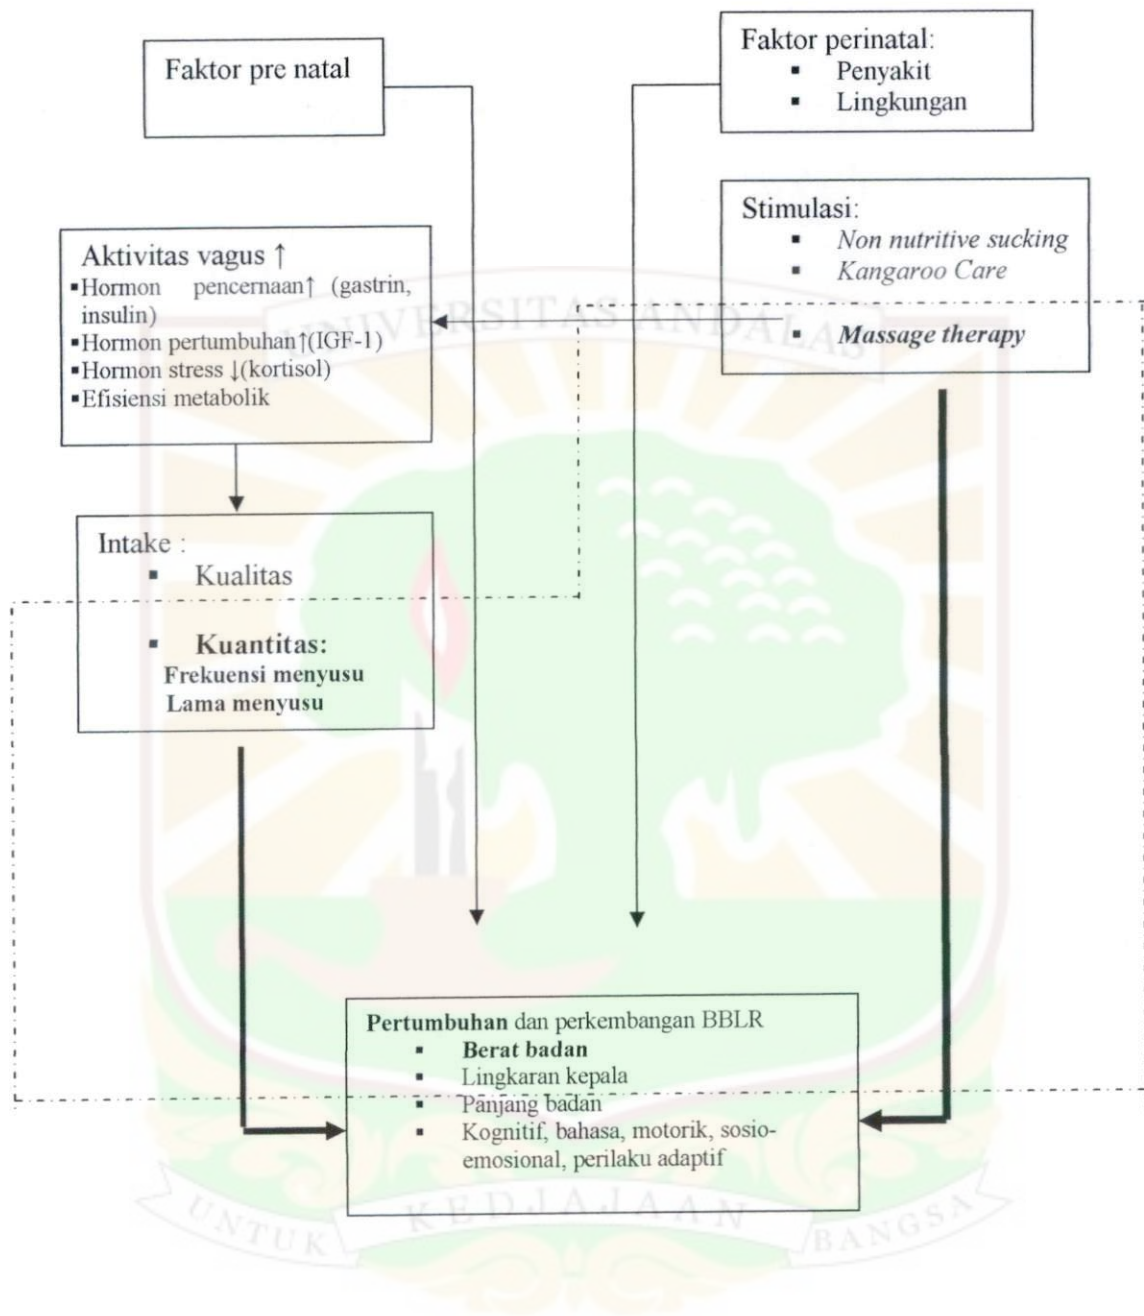 Faktor pre natal
Faktor perinatal:
▪ Penyakit
▪ Lingkungan
Stimulasi:
▪ Non nutritive sucking
▪ Kangaroo Care
▪ Massage therapy
Aktivitas vagus ↑
▪Hormon pencernaan↑ (gastrin,
insulin)
▪Hormon pertumbuhan↑(IGF-1)
▪Hormon stress ↓(kortisol)
▪Efisiensi metabolik
UNIVERSITAS ANDALAS
Intake :
▪ Kualitas
▪ Kuantitas:
Frekuensi menyusu
Lama menyusu
Pertumbuhan dan perkembangan BBLR
▪ Berat badan
▪ Lingkaran kepala
▪ Panjang badan
▪ Kognitif, bahasa, motorik, sosio-
emosional, perilaku adaptif
UNTUK KEDJAJAAN BANGSA